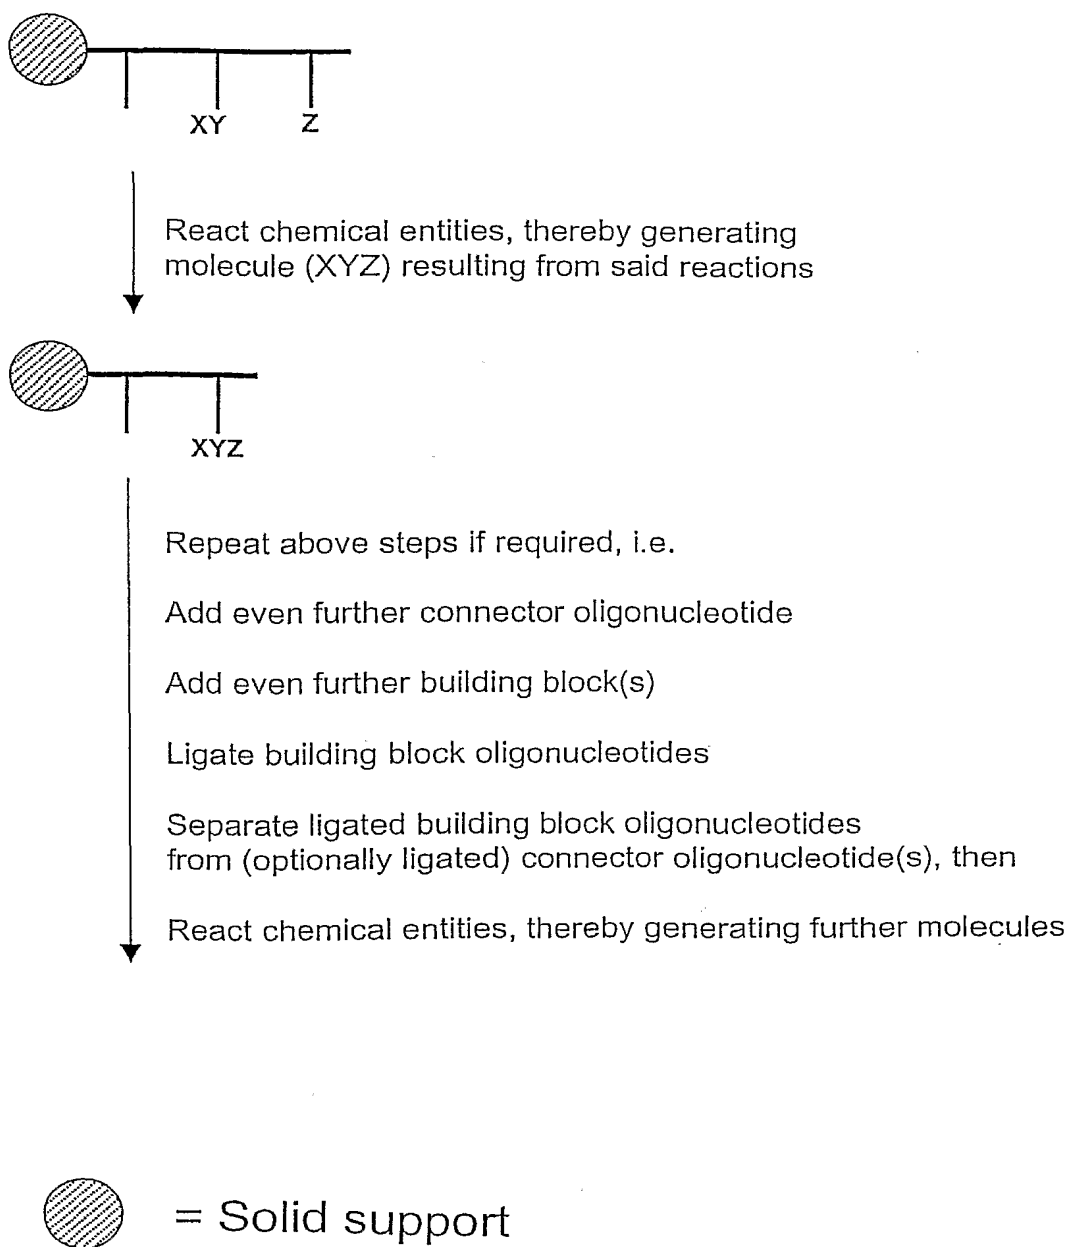 XY Z
React chemical entities, thereby generating
molecule (XYZ) resulting from said reactions
XYZ
Repeat above steps if required, i.e.
Add even further connector oligonucleotide
Add even further building block(s)
Ligate building block oligonucleotides
Separate ligated building block oligonucleotides
from (optionally ligated) connector oligonucleotide(s), then
React chemical entities, thereby generating further molecules
= Solid support